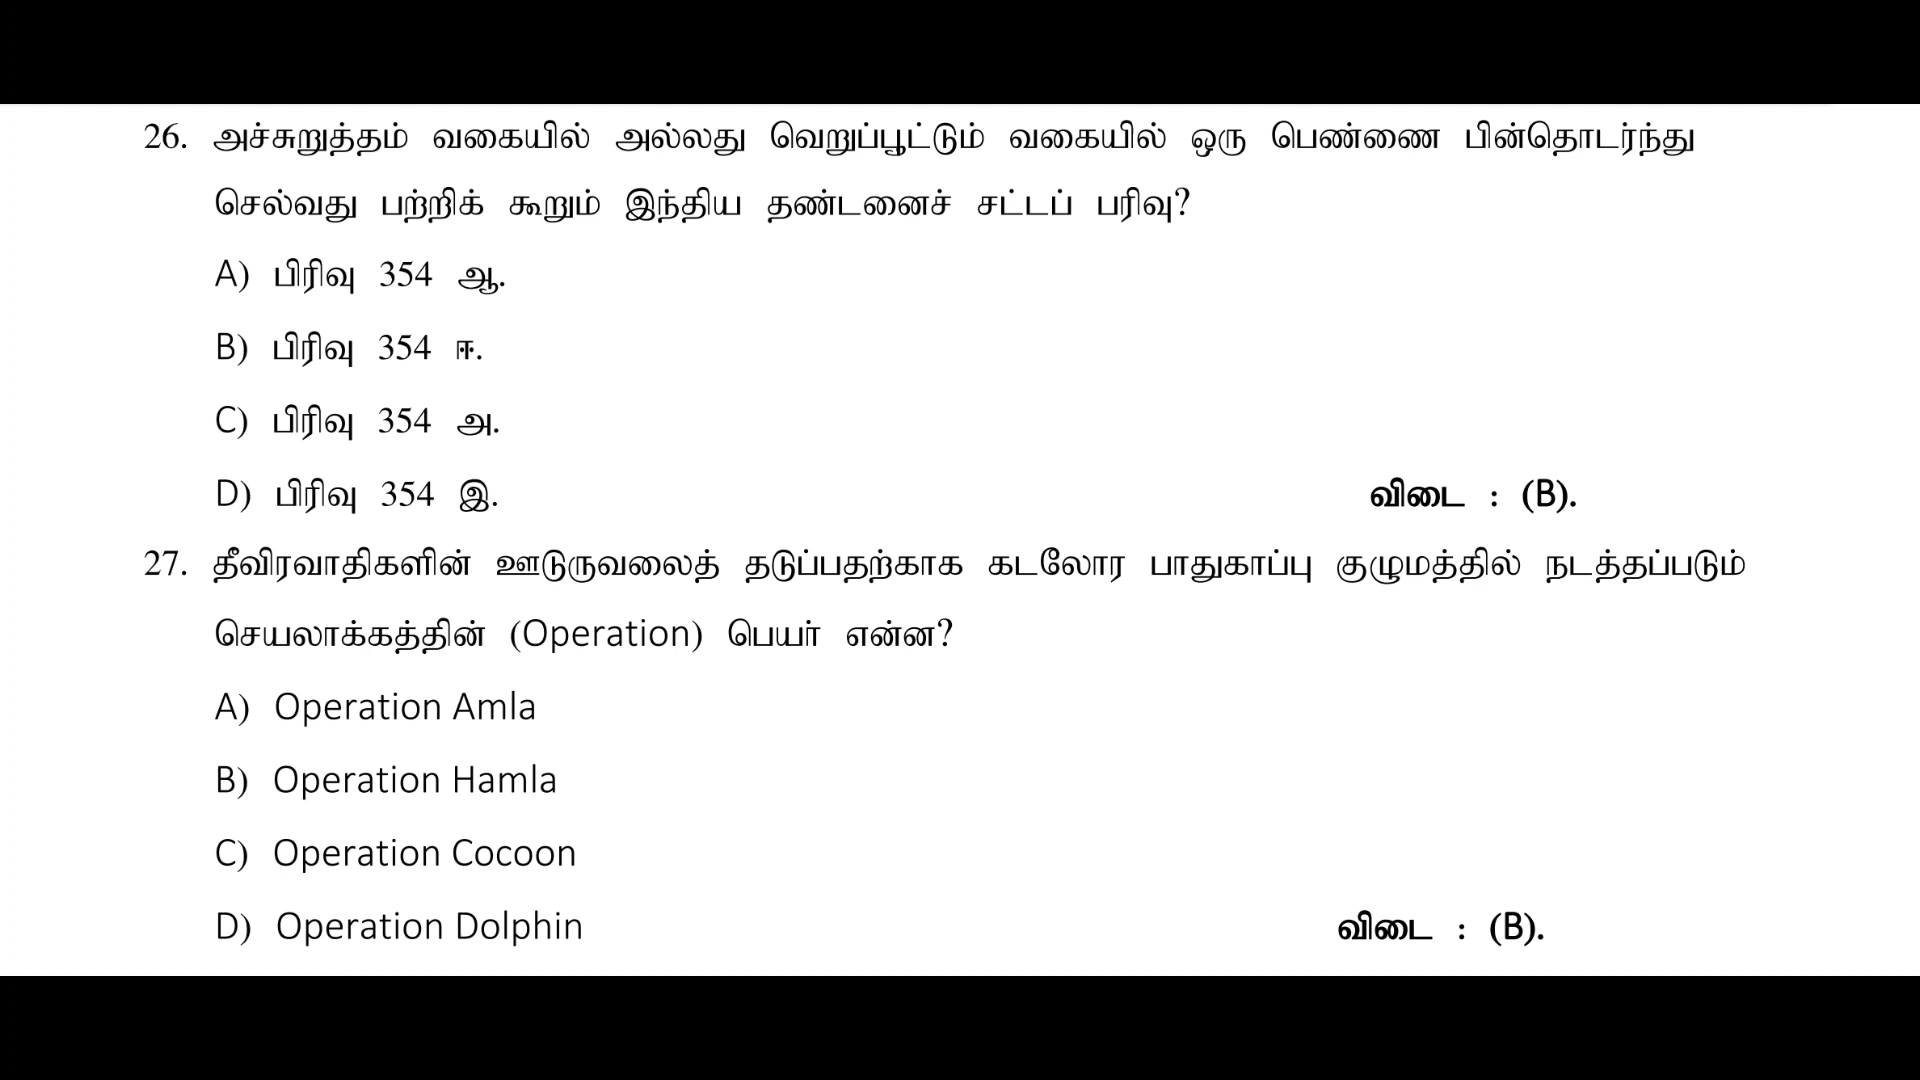 26. அச்சுறுத்தம் வகையில் அல்லது வெறுப்பூட்டும் வகையில் ஒரு பெண்ணை பின்தொடர்ந்து
செல்வது பற்றிக் கூறும் இந்திய தண்டனைச் சட்டப் பரிவு?
A) பிரிவு 354 ஆ.
B) பிரிவு 354 ஈ.
C) பிரிவு 354 அ.
D) பிரிவு 354 இ. விடை : (B).
27. தீவிரவாதிகளின் ஊடுருவலைத் தடுப்பதற்காக கடலோர பாதுகாப்பு குழுமத்தில் நடத்தப்படும்
செயலாக்கத்தின் (Operation) பெயர் என்ன?
A) Operation Amla
B) Operation Hamla
C) Operation Cocoon
D) Operation Dolphin விடை : (B).